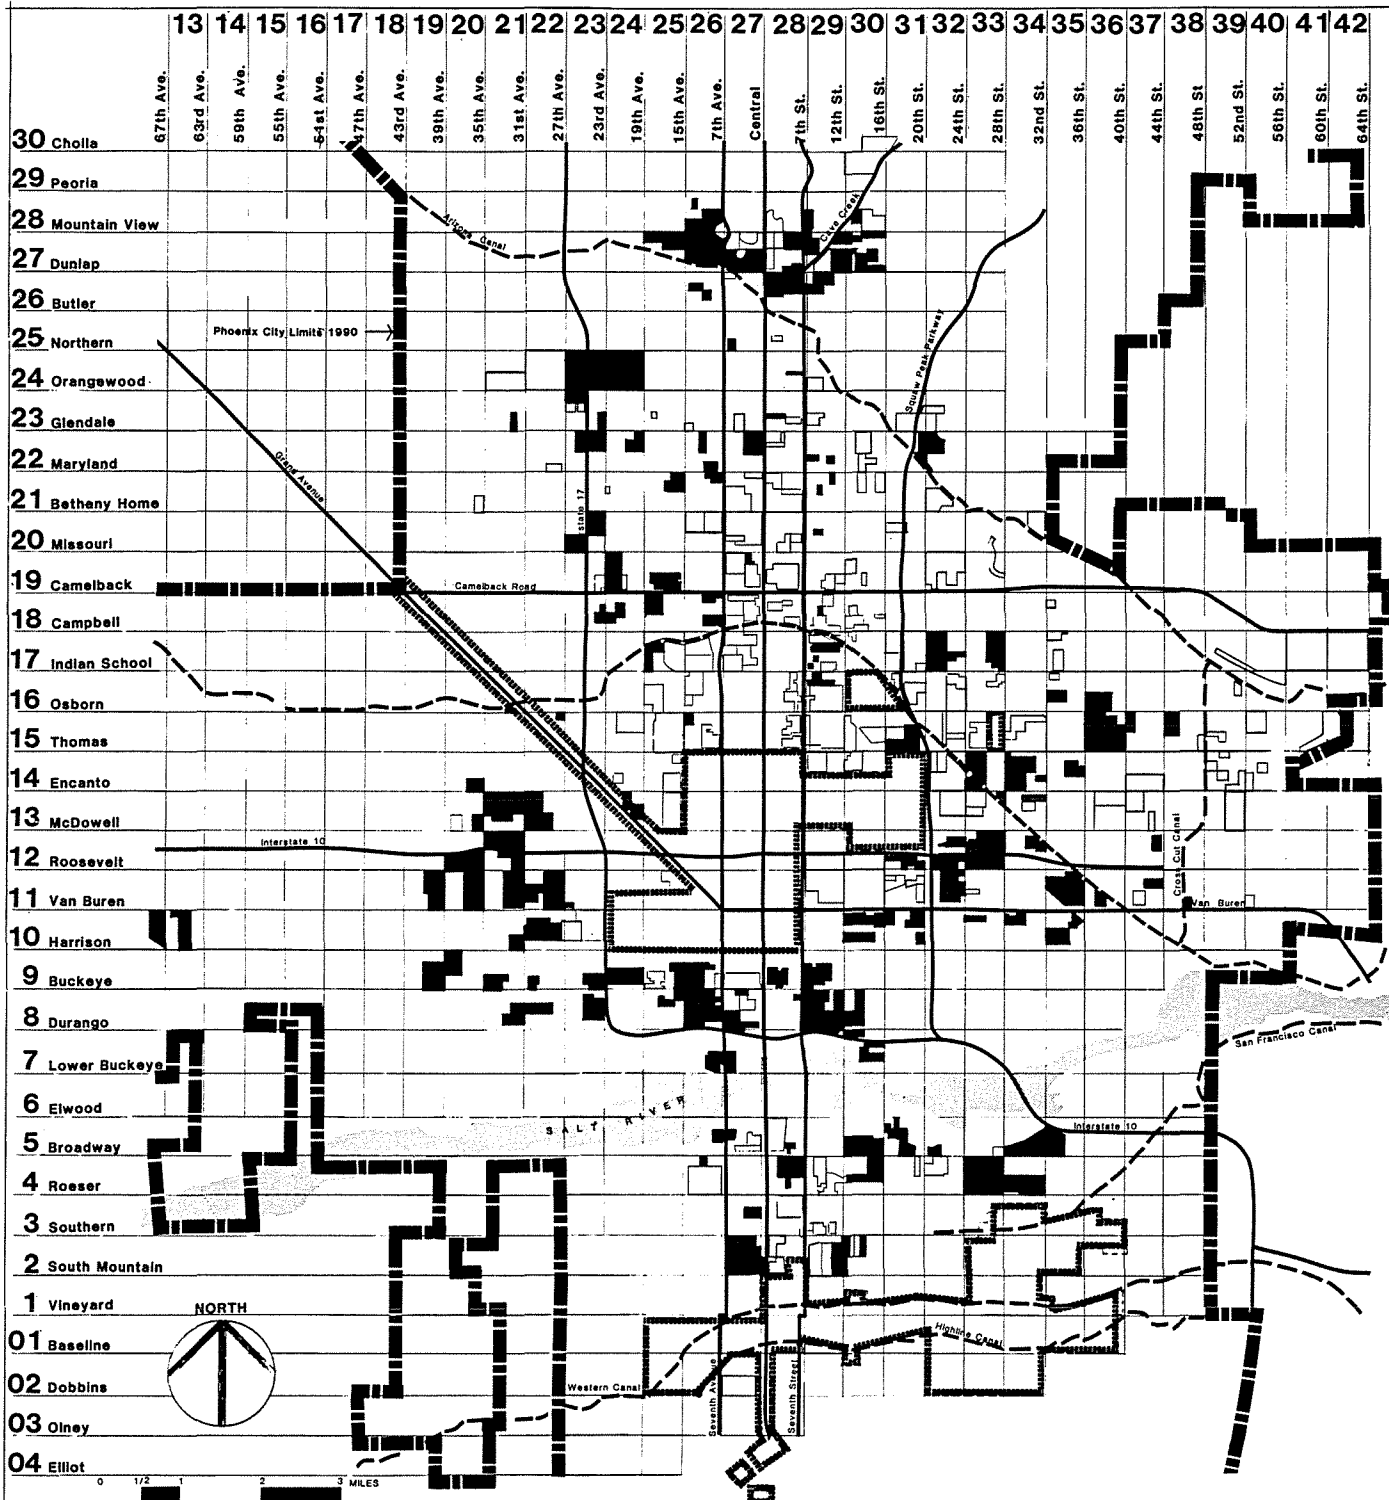 13 14 15 16 17 18 19 20 21 22 23 24 25 26 27 28 29 30 31 32 33 34 35 36 37 38 39 40 41 42
67th Ave.
63rd Ave.
59th Ave.
55th Ave.
51st Ave.
47th Ave.
43rd Ave.
39th Ave.
35th Ave.
31st Ave.
27th Ave.
23rd Ave.
19th Ave.
15th Ave.
7th Ave.
Central
7th St.
12th St.
16th St.
20th St.
24th St.
28th St.
32nd St.
36th St.
40th St.
44th St.
48th St.
52nd St.
56th St.
60th St.
64th St.
30 Cholla
29 Peoria
28 Mountain View
27 Dunlap
26 Butler
25 Northern
24 Orangewood
23 Glendale
22 Maryland
21 Betheny Home
20 Missouri
19 Camelback
18 Campbell
17 Indian School
16 Osborn
15 Thomas
14 Encanto
13 McDowell
12 Roosevelt
11 Van Buren
10 Harrison
9 Buckeye
8 Durango
7 Lower Buckeye
6 Elwood
5 Broadway
4 Roeser
3 Southern
2 South Mountain
1 Vineyard
01 Baseline
02 Dobbins
03 Olney
04 Elliot
Arizona Canal
Cave Creek
Phoenix City Limits 1990
Squaw Peak Parkway
Grand Avenue
state 17
Camelback Road
Interstate 10
Cross Cut Canal
Van Buren
San Francisco Canal
SALT RIVER
Interstate 10
Highline Canal
Western Canal
Seventh Avenue
Seventh Street
NORTH
0 1/2 1 2 3 MILES